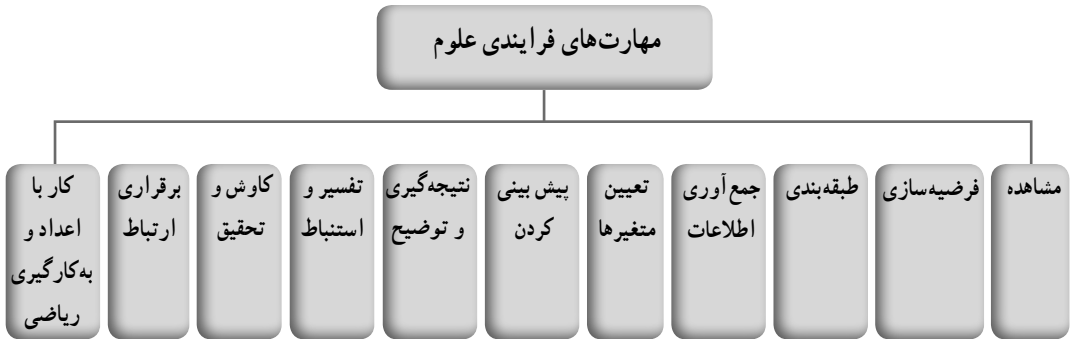 مهارت‌های فرایندی علوم
مشاهده
فرضیه‌سازی
طبقه‌بندی
جمع‌آوری
اطلاعات
تعیین
متغیرها
پیش بینی
کردن
نتیجه‌گیری
و توضیح
تفسیر و
استنباط
کاوش و
تحقیق
برقراری
ارتباط
کار با
اعداد و
به‌کارگیری
ریاضی